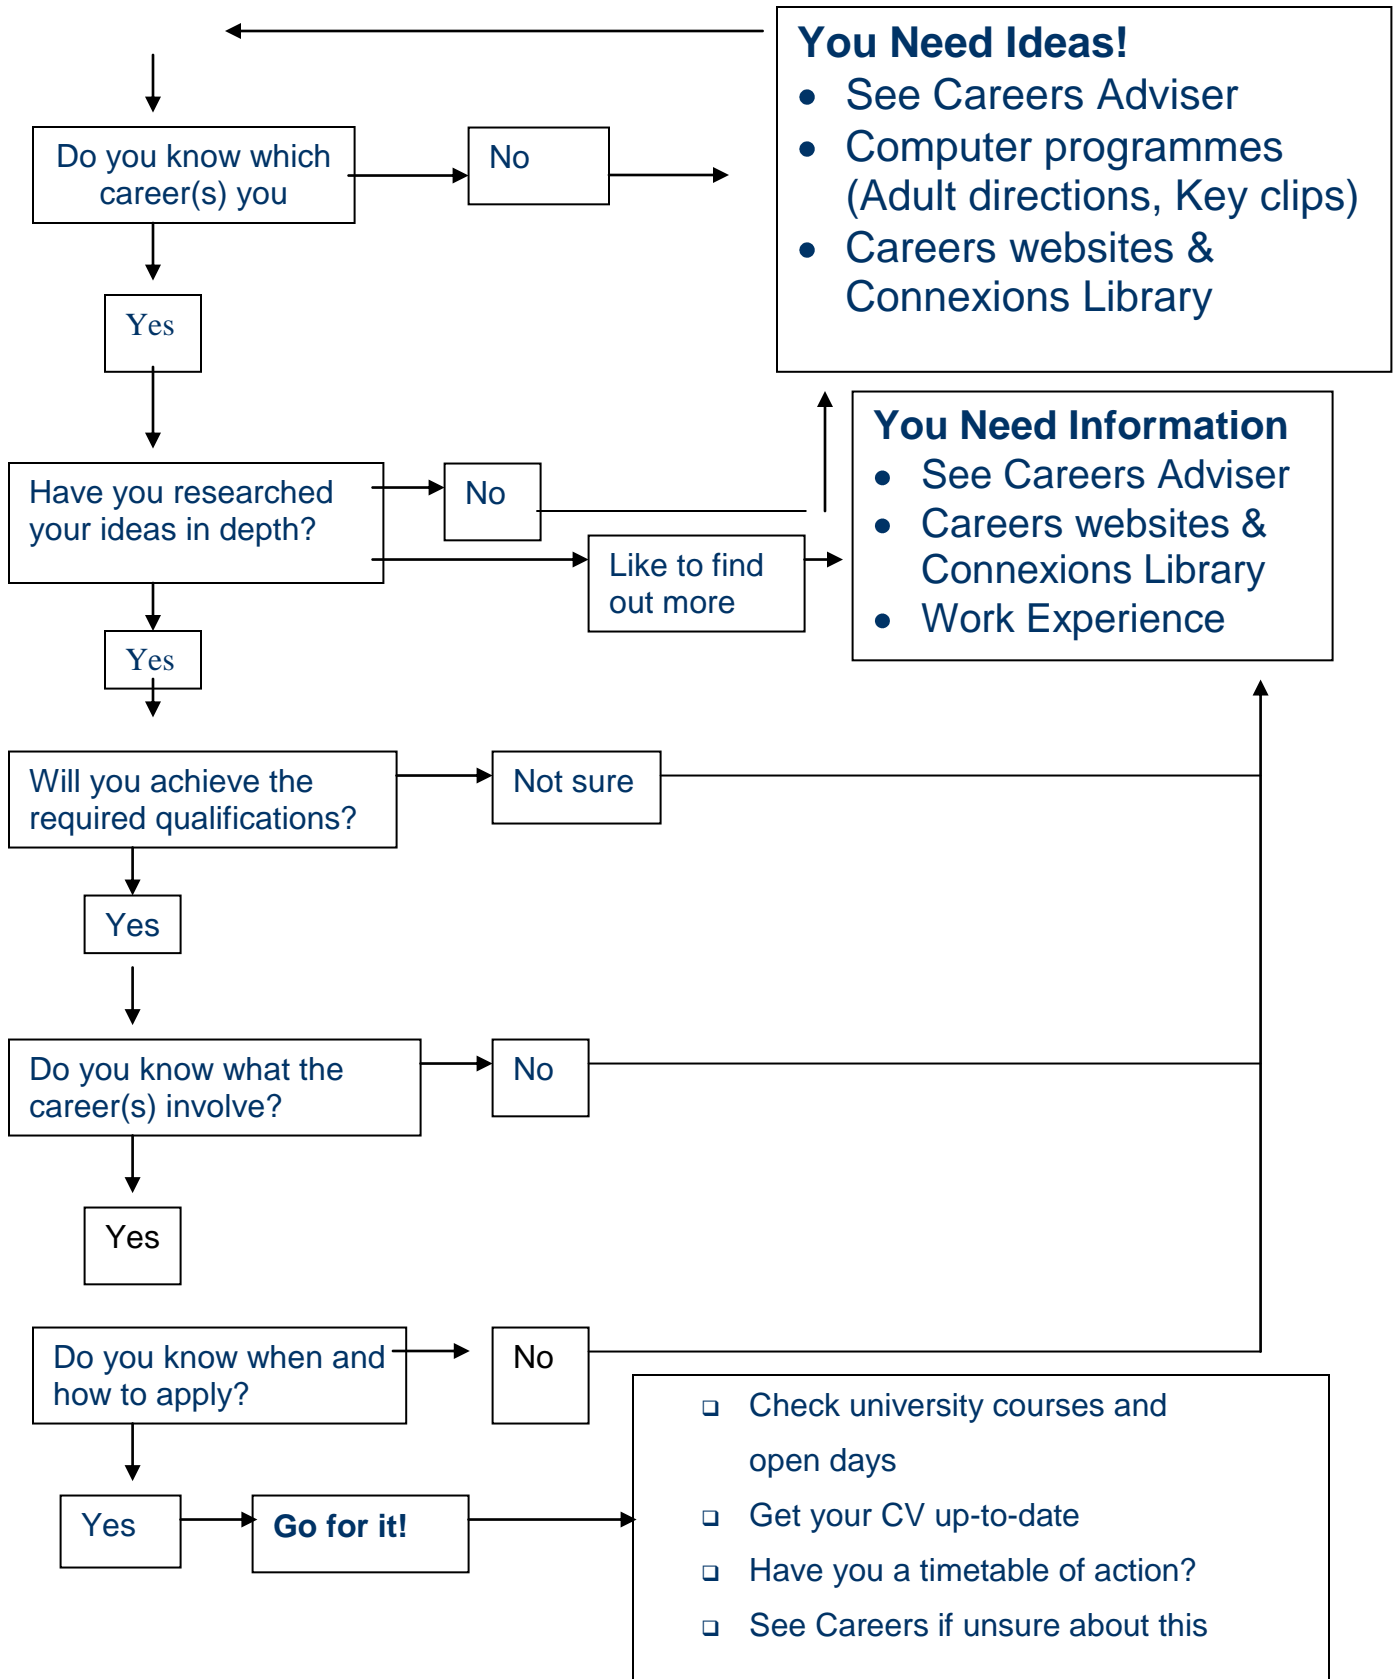 You Need Ideas!
• See Careers Adviser
• Computer programmes
(Adult directions, Key clips)
• Careers websites &
Connexions Library
Do you know which
career(s) you
No
Yes
You Need Information
• See Careers Adviser
• Careers websites &
Connexions Library
• Work Experience
Have you researched
your ideas in depth?
No
Like to find
out more
Yes
Will you achieve the
required qualifications?
Not sure
Yes
Do you know what the
career(s) involve?
No
Yes
Do you know when and
how to apply?
No
Yes
Go for it!
❑ Check university courses and
open days
❑ Get your CV up-to-date
❑ Have you a timetable of action?
❑ See Careers if unsure about this